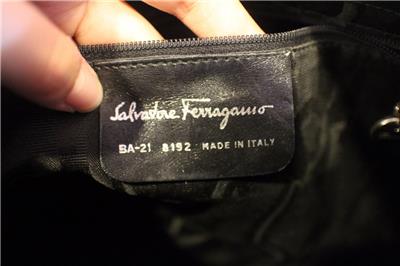 Salvatore Ferragamo
BA-21 8192 MADE IN ITALY